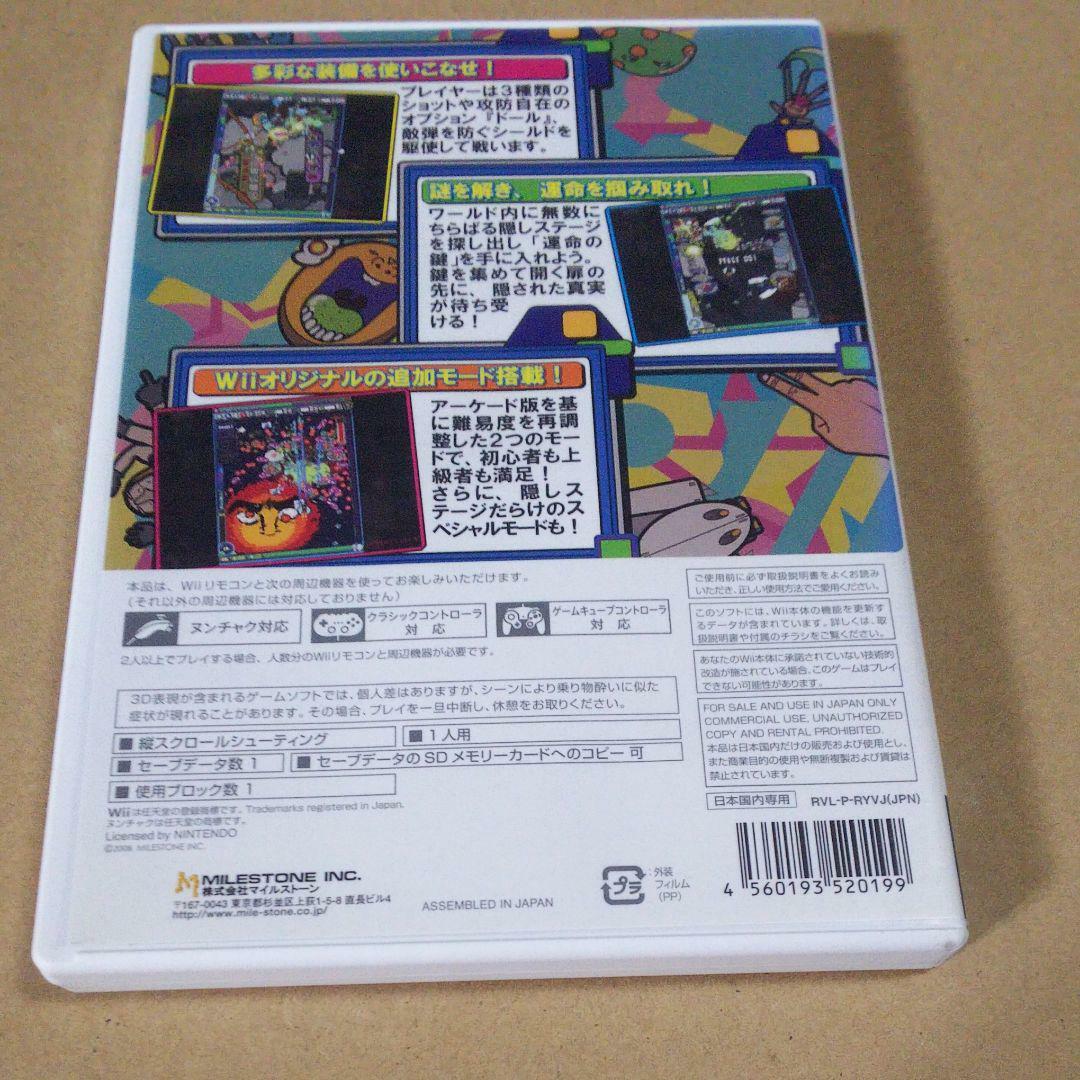 多彩な装備を使いこなせ！
プレイヤーは３種類の
ショットや攻防自在の
オプション『ドール』、
敵弾を防ぐシールドを
駆使して戦います。
謎を解き、運命を掴み取れ！
ワールド内に無数に
ちらばる隠しステージ
を探し出し「運命の
鍵」を手に入れよう。
鍵を集めて開く扉の
先に、隠された真実
が待ち受
ける！
Wiiオリジナルの追加モード搭載！
アーケード版を基
に難易度を再調
整した２つのモー
ドで、初心者も上
級者も満足！
さらに、隠しス
テージだらけのス
ペシャルモードも！
本品は、Wiiリモコンと次の周辺機器を使ってお楽しみいただけます。
(それ以外の周辺機器には対応しておりません)
ヌンチャク対応
クラシックコントローラ
対 応
ゲームキューブコントローラ
対 応
2人以上でプレイする場合、人数分のWiiリモコンと周辺機器が必要です。
3D表現が含まれるゲームソフトでは、個人差はありますが、シーンにより乗り物酔いに似た
症状が現れることがあります。その場合、プレイを一旦中断し、休憩をお取りください。
■ 縦スクロールシューティング
■ 1 人用
■ セーブデータ数 1
■ セーブデータの SD メモリーカードへのコピー 可
■ 使用ブロック数 1
Wiiは任天堂の登録商標です。Trademarks registered in Japan.
ヌンチャクは任天堂の商標です。
Licensed by NINTENDO
©2008 MILESTONE INC.
MILESTONE INC.
株式会社マイルストーン
〒167-0043 東京都杉並区上荻1-5-8 直長ビル4
http://www.mile-stone.co.jp/
ASSEMBLED IN JAPAN
ご使用前に必ず取扱説明書をよくお読み
いただき、正しい使用方法でご愛用ください。
このソフトには、Wii本体の機能を更新す
るデータが含まれています。詳しくは、取
扱説明書や付属のチラシをご覧ください。
あなたのWii本体に承諾されていない技術的
改造が施されている場合、このゲームはプレイ
できない可能性があります。
FOR SALE AND USE IN JAPAN ONLY
COMMERCIAL USE, UNAUTHORIZED
COPY AND RENTAL PROHIBITED.
本品は日本国内だけの販売および使用とし、
また商業目的の使用や無断複製および賃貸は
禁止されています。
日本国内専用
RVL-P-RYVJ(JPN)
プラ
:外装
フィルム
(PP)
4 560193 520199